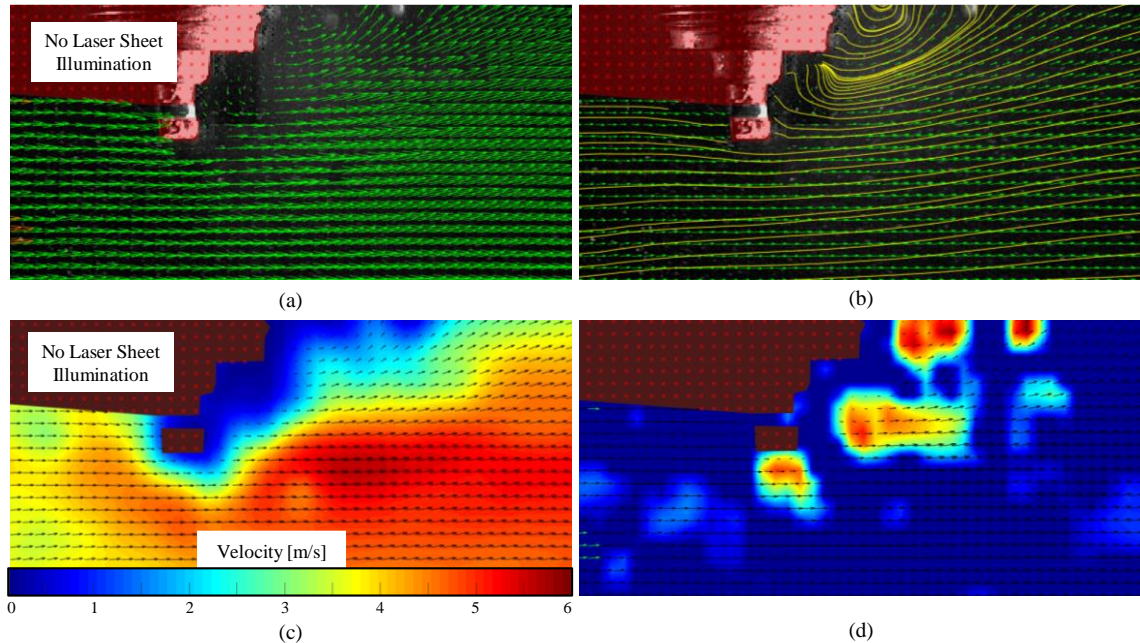 No Laser Sheet
Illumination
(a)
(b)
No Laser Sheet
Illumination
Velocity [m/s]
0 1 2 3 4 5 6
(c)
(d)